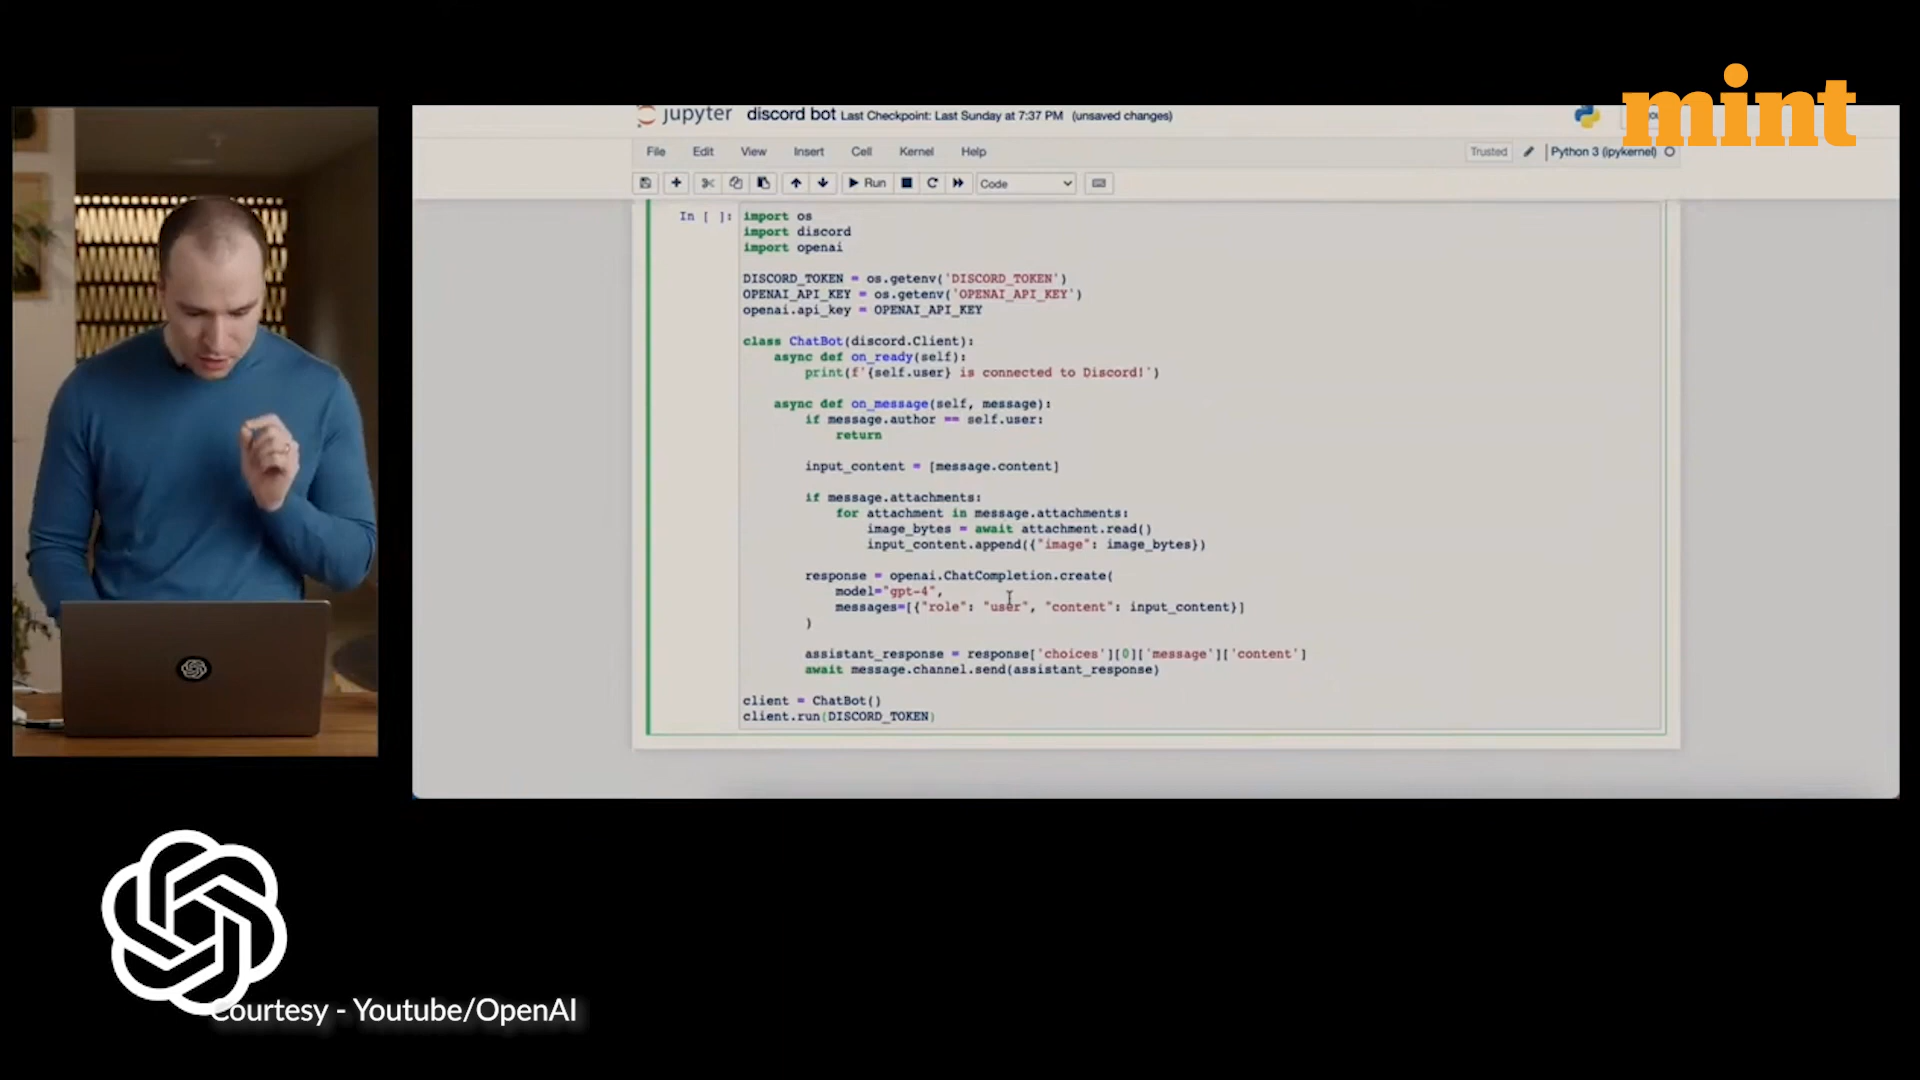 mint
jupyter discord bot Last Checkpoint: Last Sunday at 7:37 PM (unsaved changes)
File Edit View Insert Cell Kernel Help Trusted Python 3 (ipykernel)
Run Code
In [ ]:
import os
import discord
import openai
DISCORD_TOKEN = os.getenv('DISCORD_TOKEN')
OPENAI_API_KEY = os.getenv('OPENAI_API_KEY')
openai.api_key = OPENAI_API_KEY
class ChatBot(discord.Client):
    async def on_ready(self):
        print(f'{self.user} is connected to Discord!')
    async def on_message(self, message):
        if message.author == self.user:
            return
        input_content = [message.content]
        if message.attachments:
            for attachment in message.attachments:
                image_bytes = await attachment.read()
                input_content.append({"image": image_bytes})
        response = openai.ChatCompletion.create(
            model="gpt-4",
            messages=[{"role": "user", "content": input_content}]
        )
        assistant_response = response['choices'][0]['message']['content']
        await message.channel.send(assistant_response)
client = ChatBot()
client.run(DISCORD_TOKEN)
Courtesy - Youtube/OpenAI